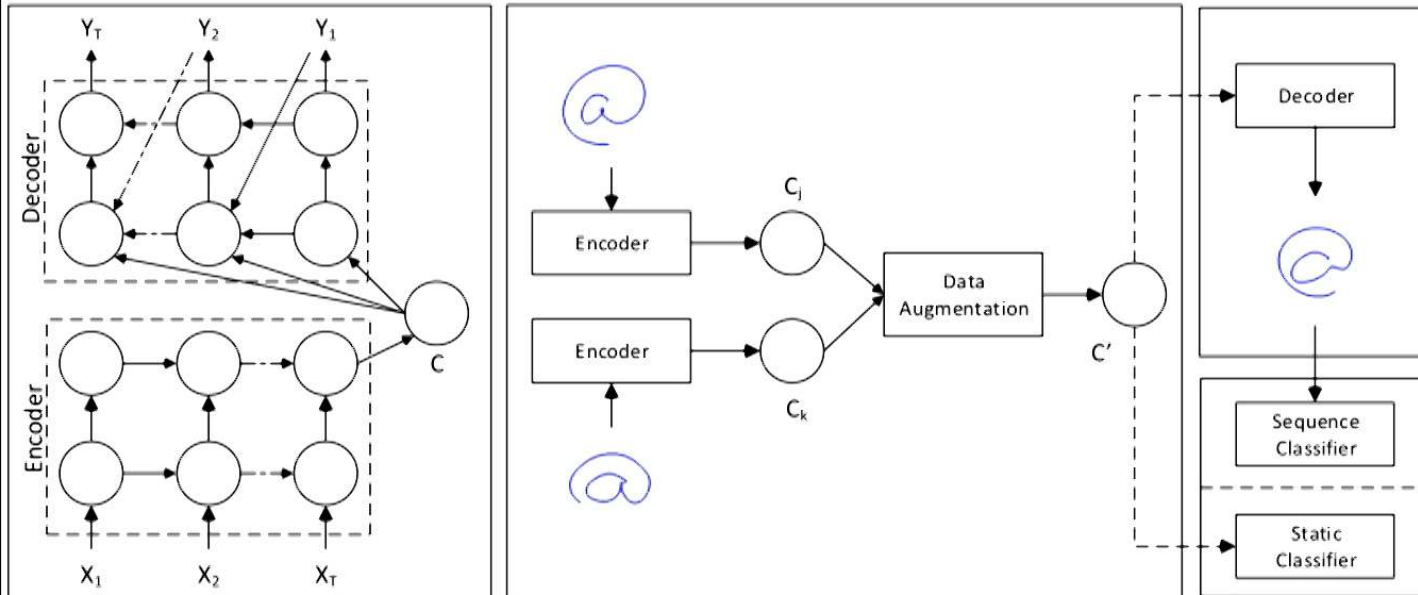 Y_T Y_2 Y_1
Decoder
C
Encoder
X_1 X_2 X_T
@
Encoder
C_j
Encoder
C_k
@
Data
Augmentation
C′
Decoder
@
Sequence
Classifier
Static
Classifier